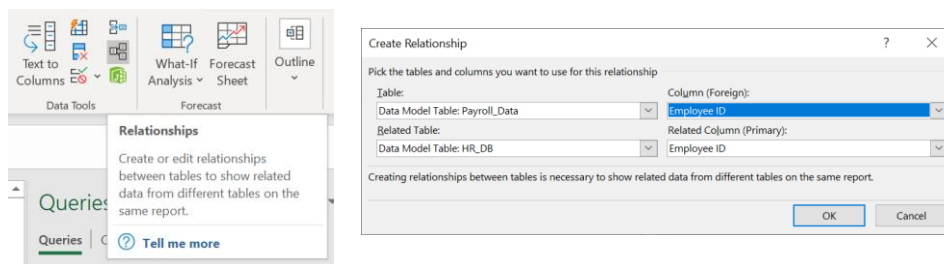 Text to
Columns
What-If
Analysis
Forecast
Sheet
Outline
Data Tools
Forecast
Relationships
Create or edit relationships
between tables to show related
data from different tables on the
same report.
Tell me more
Queries
Queries
Create Relationship
Pick the tables and columns you want to use for this relationship
Table:
Column (Foreign):
Data Model Table: Payroll_Data
Employee ID
Related Table:
Related Column (Primary):
Data Model Table: HR_DB
Employee ID
Creating relationships between tables is necessary to show related data from different tables on the same report.
OK
Cancel